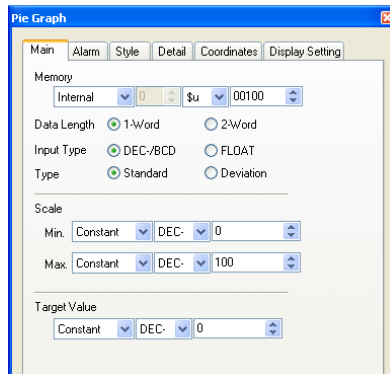 Pie Graph
Main Alarm Style Detail Coordinates Display Setting
Memory
Internal 0 $u 00100
Data Length 1-Word 2-Word
Input Type DEC-/BCD FLOAT
Type Standard Deviation
Scale
Min. Constant DEC- 0
Max. Constant DEC- 100
Target Value
Constant DEC- 0